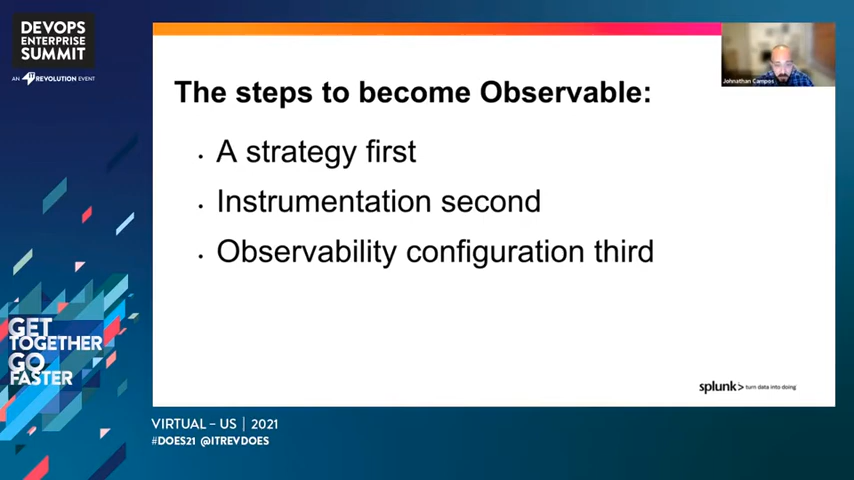 DEVOPS
ENTERPRISE
SUMMIT
AN IT REVOLUTION EVENT
Johnathan Campos
The steps to become Observable:
• A strategy first
• Instrumentation second
• Observability configuration third
splunk> turn data into doing
GET
TOGETHER
GO
FASTER
VIRTUAL – US | 2021
#DOES21 @ITREVDOES